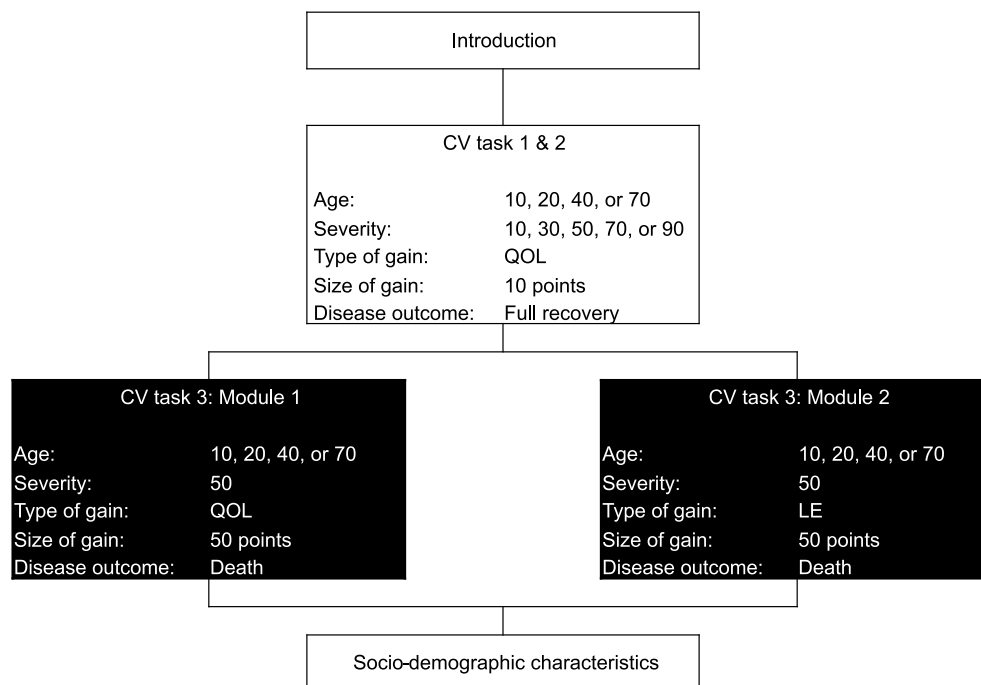 Introduction
CV task 1 & 2
Age: 10, 20, 40, or 70
Severity: 10, 30, 50, 70, or 90
Type of gain: QOL
Size of gain: 10 points
Disease outcome: Full recovery
CV task 3: Module 1
Age: 10, 20, 40, or 70
Severity: 50
Type of gain: QOL
Size of gain: 50 points
Disease outcome: Death
CV task 3: Module 2
Age: 10, 20, 40, or 70
Severity: 50
Type of gain: LE
Size of gain: 50 points
Disease outcome: Death
Socio-demographic characteristics